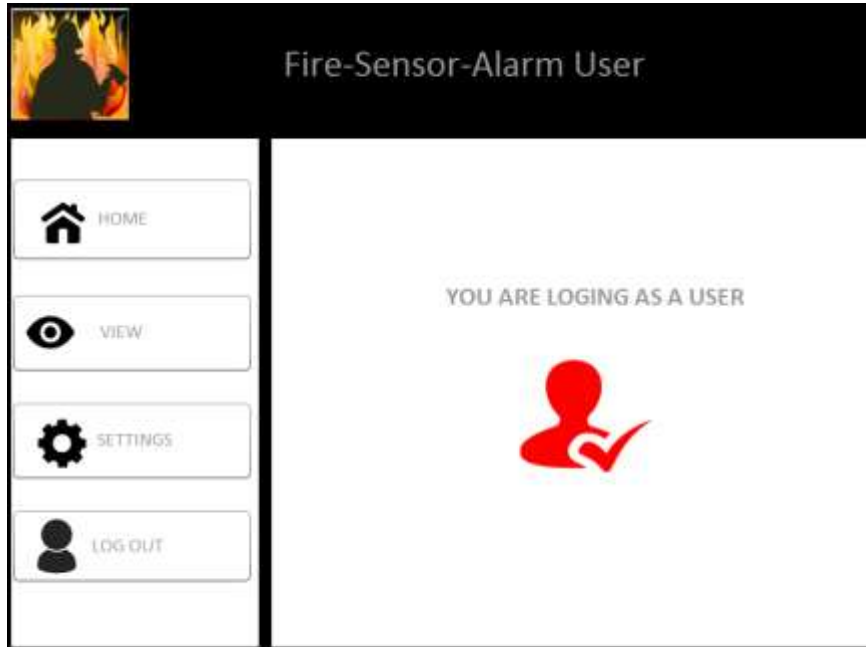 Fire-Sensor-Alarm User
HOME
YOU ARE LOGING AS A USER
VIEW
SETTINGS
LOG OUT